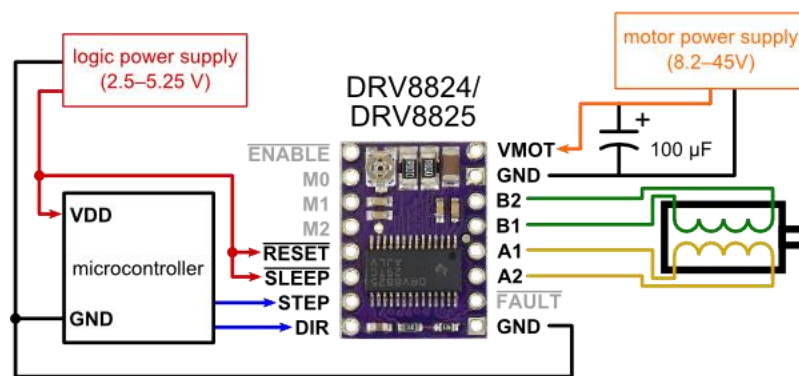 logic power supply
(2.5–5.25 V)
motor power supply
(8.2–45V)
DRV8824/
DRV8825
+
100 µF
ENABLE
M0
M1
M2
RESET
SLEEP
STEP
DIR
VMOT
GND
B2
B1
A1
A2
FAULT
GND
VDD
microcontroller
GND